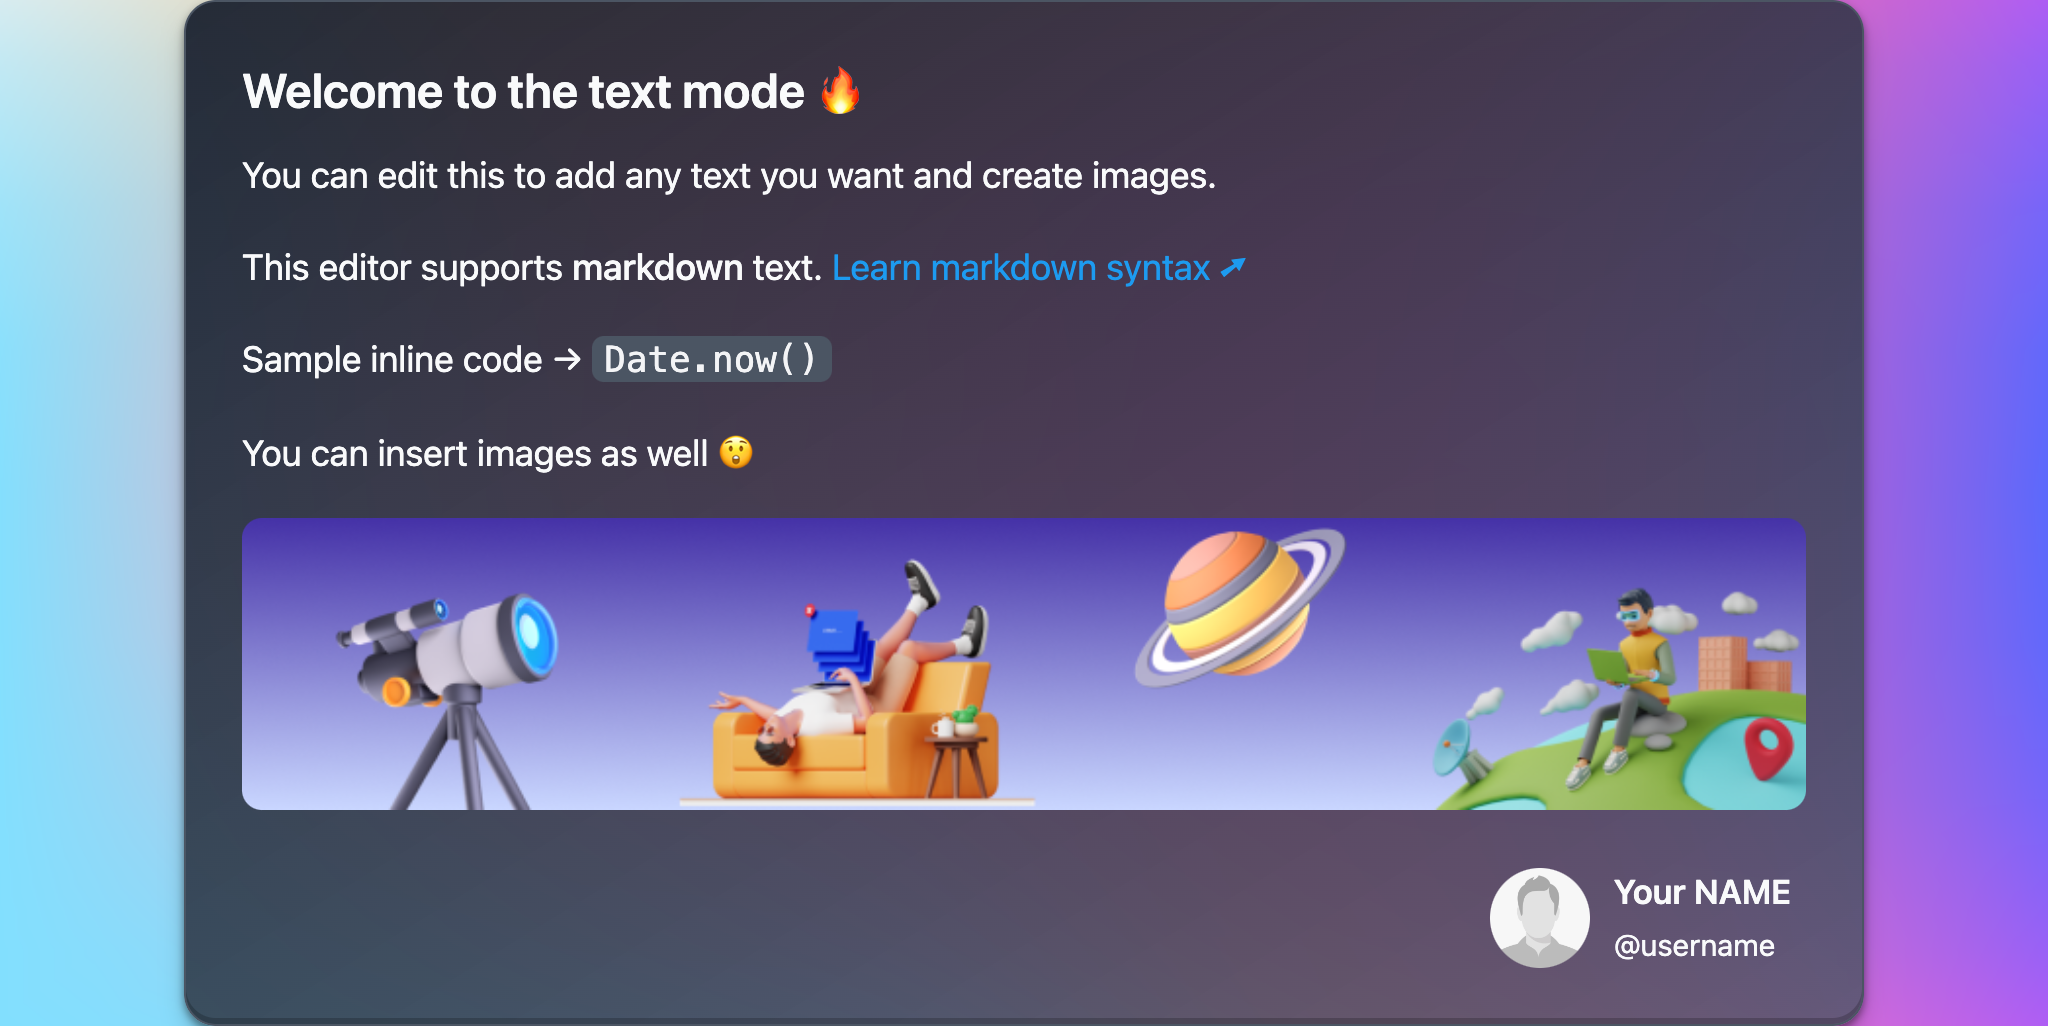 Welcome to the text mode 🔥
You can edit this to add any text you want and create images.
This editor supports markdown text. Learn markdown syntax ➚
Sample inline code → Date.now()
You can insert images as well 😲
Your NAME
@username